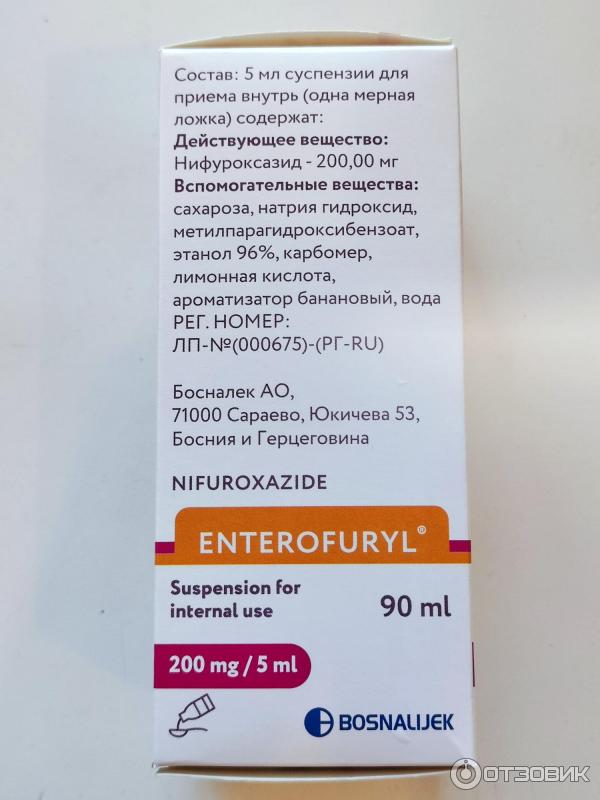 Состав: 5 мл суспензии для
приема внутрь (одна мерная
ложка) содержат:
Действующее вещество:
Нифуроксазид - 200,00 мг
Вспомогательные вещества:
сахароза, натрия гидроксид,
метилпарагидроксибензоат,
этанол 96%, карбомер,
лимонная кислота,
ароматизатор банановый, вода
РЕГ. НОМЕР:
ЛП-№(000675)-(РГ-RU)
Босналек АО,
71000 Сараево, Юкичева 53,
Босния и Герцеговина
NIFUROXAZIDE
ENTEROFURYL®
Suspension for
internal use
90 ml
200 mg / 5 ml
BOSNALIJEK
ОТЗОВИК